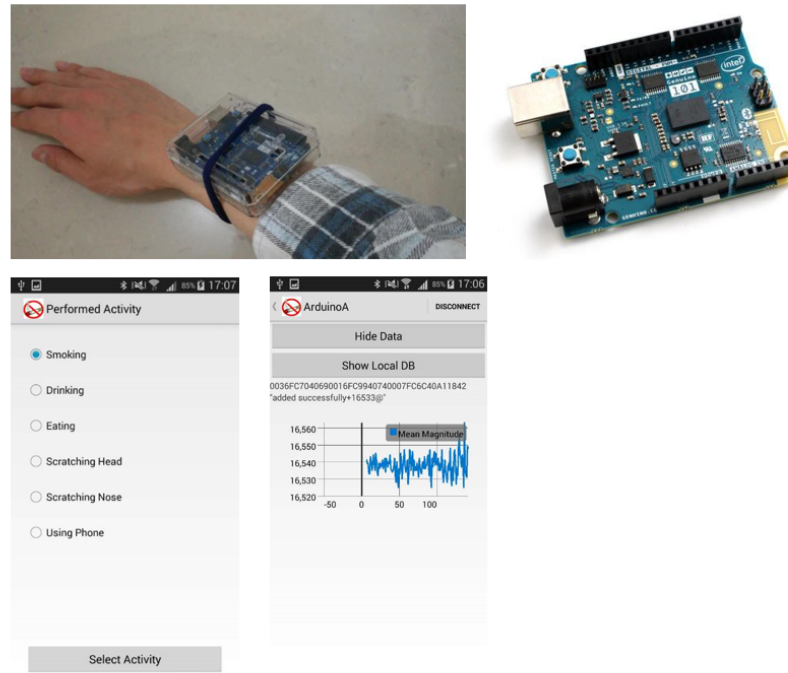 intel
Genuino
101
17:07
Performed Activity
Smoking
Drinking
Eating
Scratching Head
Scratching Nose
Using Phone
Select Activity
85% 17:06
ArduinoA DISCONNECT
Hide Data
Show Local DB
0036FC7040690016FC9940740007FC6C40A11842
"added successfully+16533@"
Mean Magnitude
16,560
16,550
16,540
16,530
16,520
-50 0 50 100